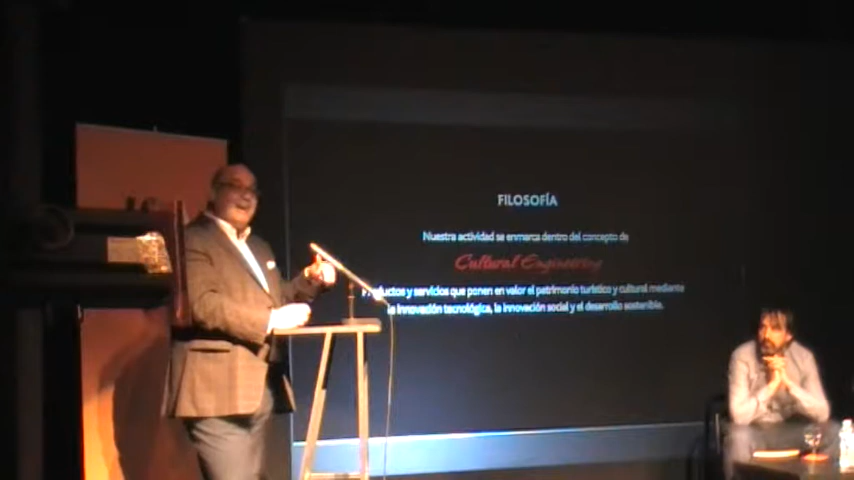 FILOSOFÍA
Nuestra actividad se enmarca dentro del concepto de
Cultural Engineering
Productos y servicios que ponen en valor el patrimonio turístico y cultural mediante
la innovación tecnológica, la innovación social y el desarrollo sostenible.